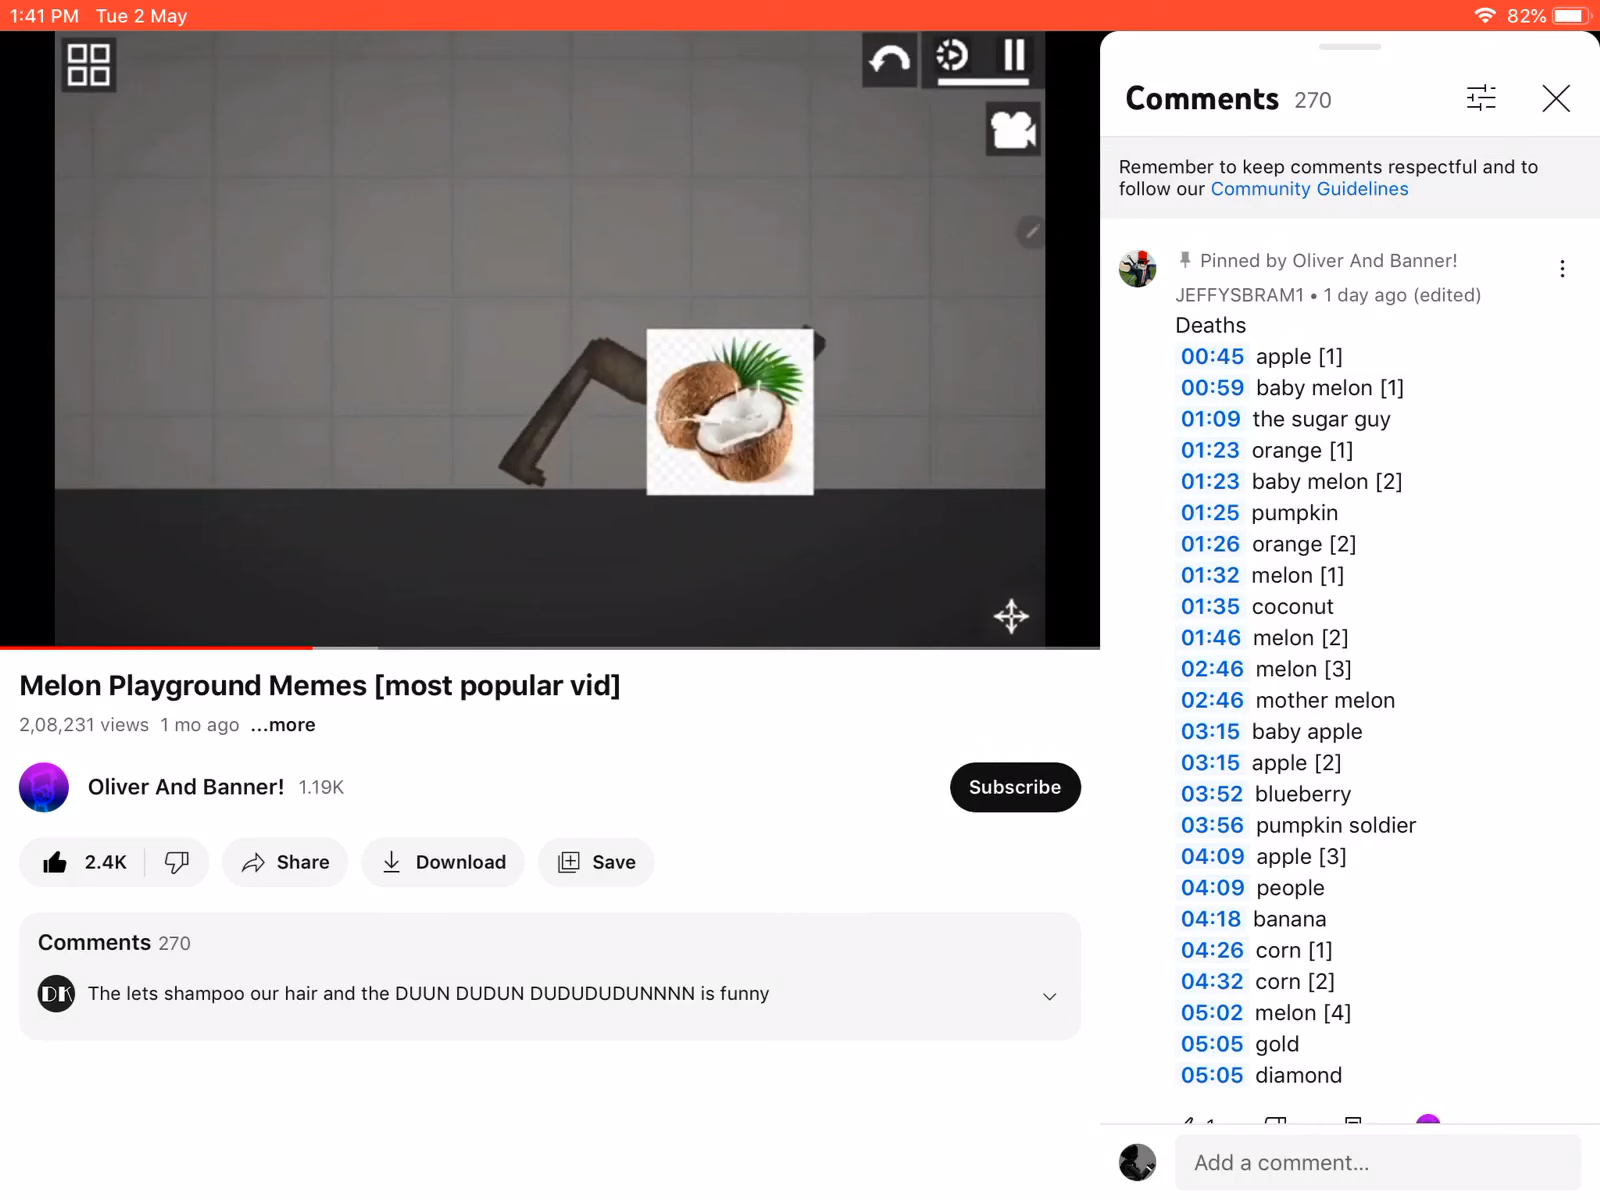 1:41 PM Tue 2 May
82%
Melon Playground Memes [most popular vid]
2,08,231 views 1 mo ago ...more
Oliver And Banner! 1.19K
Subscribe
2.4K
Share
Download
Save
Comments 270
DK
The lets shampoo our hair and the DUUN DUDUN DUDUDUDUNNNN is funny
Comments 270
Remember to keep comments respectful and to
follow our Community Guidelines
Pinned by Oliver And Banner!
JEFFYSBRAM1 • 1 day ago (edited)
Deaths
00:45 apple [1]
00:59 baby melon [1]
01:09 the sugar guy
01:23 orange [1]
01:23 baby melon [2]
01:25 pumpkin
01:26 orange [2]
01:32 melon [1]
01:35 coconut
01:46 melon [2]
02:46 melon [3]
02:46 mother melon
03:15 baby apple
03:15 apple [2]
03:52 blueberry
03:56 pumpkin soldier
04:09 apple [3]
04:09 people
04:18 banana
04:26 corn [1]
04:32 corn [2]
05:02 melon [4]
05:05 gold
05:05 diamond
Add a comment...